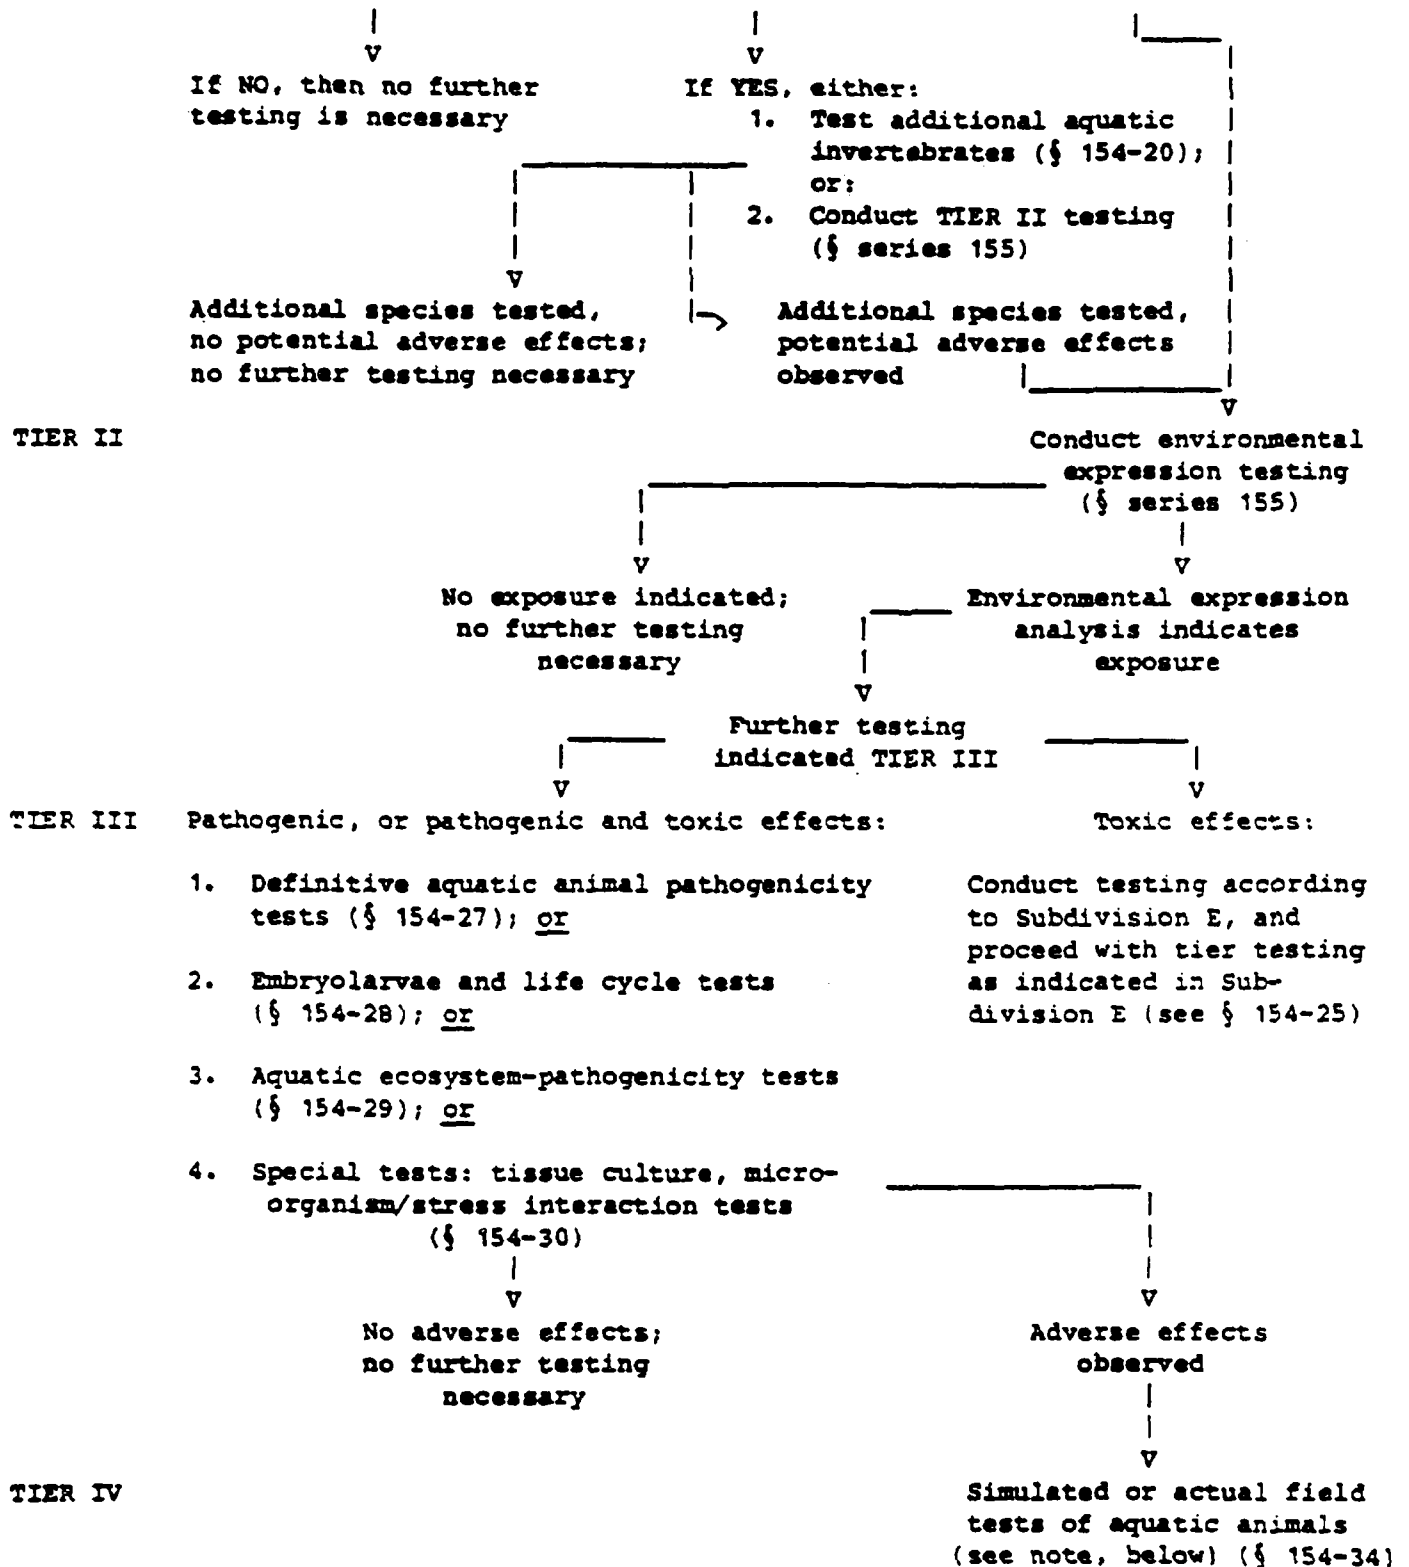 If NO, then no further
testing is necessary
If YES, either:
1. Test additional aquatic
invertebrates (§ 154-20);
or:
2. Conduct TIER II testing
(§ series 155)
Additional species tested,
no potential adverse effects;
no further testing necessary
Additional species tested,
potential adverse effects
observed
TIER II
Conduct environmental
expression testing
(§ series 155)
No exposure indicated;
no further testing
necessary
Environmental expression
analysis indicates
exposure
Further testing
indicated TIER III
TIER III
Pathogenic, or pathogenic and toxic effects:
1. Definitive aquatic animal pathogenicity
tests (§ 154-27); or
2. Embryolarvae and life cycle tests
(§ 154-28); or
3. Aquatic ecosystem-pathogenicity tests
(§ 154-29); or
4. Special tests: tissue culture, micro-
organism/stress interaction tests
(§ 154-30)
Toxic effects:
Conduct testing according
to Subdivision E, and
proceed with tier testing
as indicated in Sub-
division E (see § 154-25)
No adverse effects;
no further testing
necessary
Adverse effects
observed
TIER IV
Simulated or actual field
tests of aquatic animals
(see note, below) (§ 154-34)